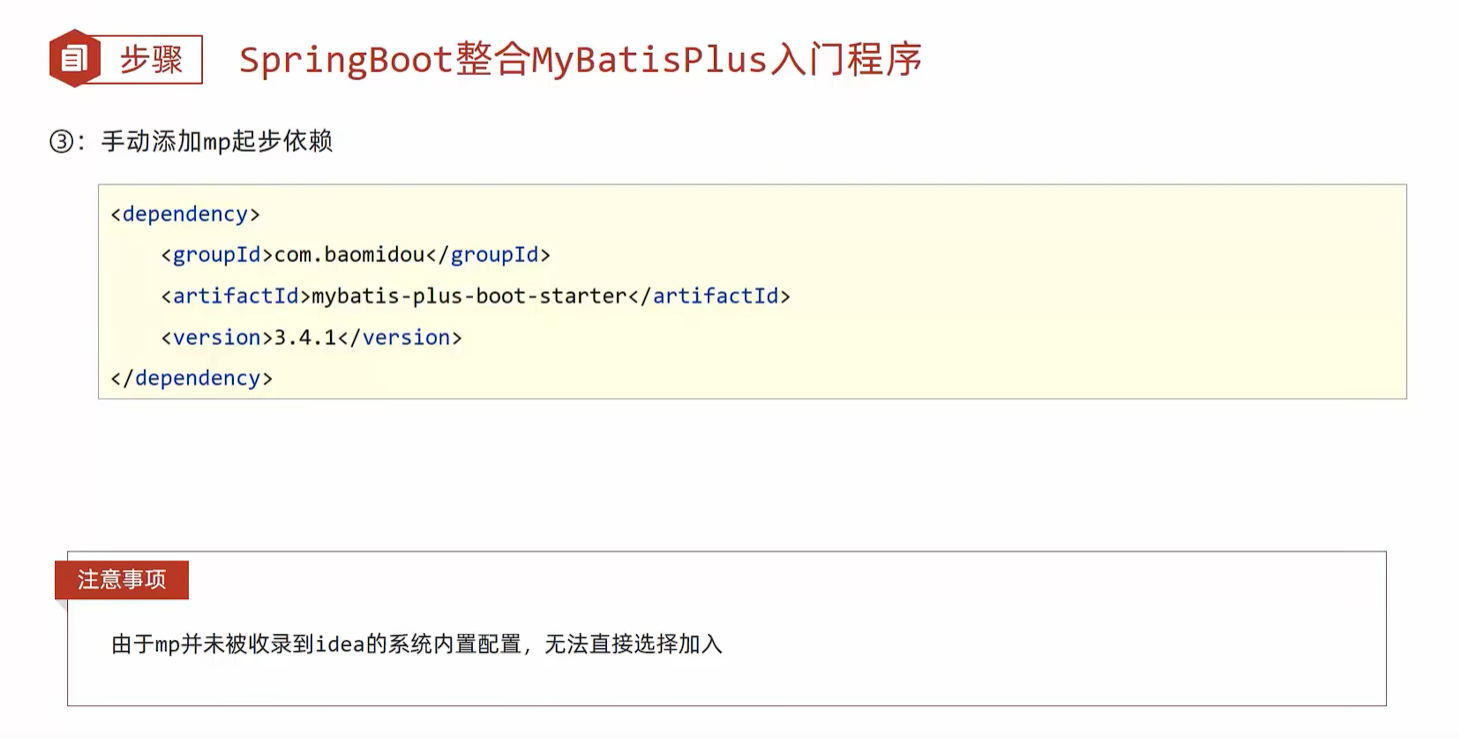 步骤 SpringBoot整合MyBatisPlus入门程序
③：手动添加mp起步依赖
<dependency>
    <groupId>com.baomidou</groupId>
    <artifactId>mybatis-plus-boot-starter</artifactId>
    <version>3.4.1</version>
</dependency>
注意事项
由于mp并未被收录到idea的系统内置配置，无法直接选择加入